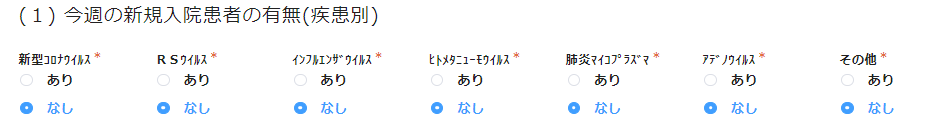 (１) 今週の新規入院患者の有無(疾患別)
新型ｺﾛﾅｳｲﾙｽ* ＲＳｳｲﾙｽ* ｲﾝﾌﾙｴﾝｻﾞｳｲﾙｽ* ﾋﾄﾒﾀﾆｭｰﾓｳｲﾙｽ* 肺炎ﾏｲｺﾌﾟﾗｽﾞﾏ* ｱﾃﾞﾉｳｲﾙｽ* その他*
あり あり あり あり あり あり あり
なし なし なし なし なし なし なし